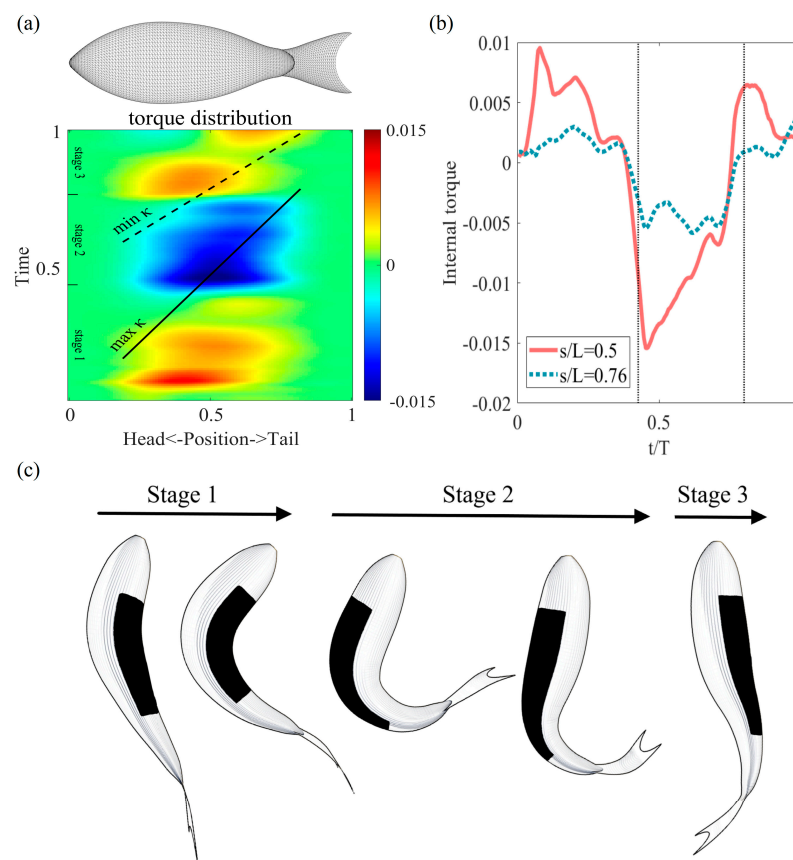 (a)
torque distribution
1
0.5
0
Time
stage 3
stage 2
stage 1
min κ
max κ
0
0.5
1
Head<-Position->Tail
0.015
0
-0.015
(b)
0.01
0.005
0
-0.005
-0.01
-0.015
-0.02
Internal torque
s/L=0.5
s/L=0.76
0
0.5
t/T
(c)
Stage 1
Stage 2
Stage 3